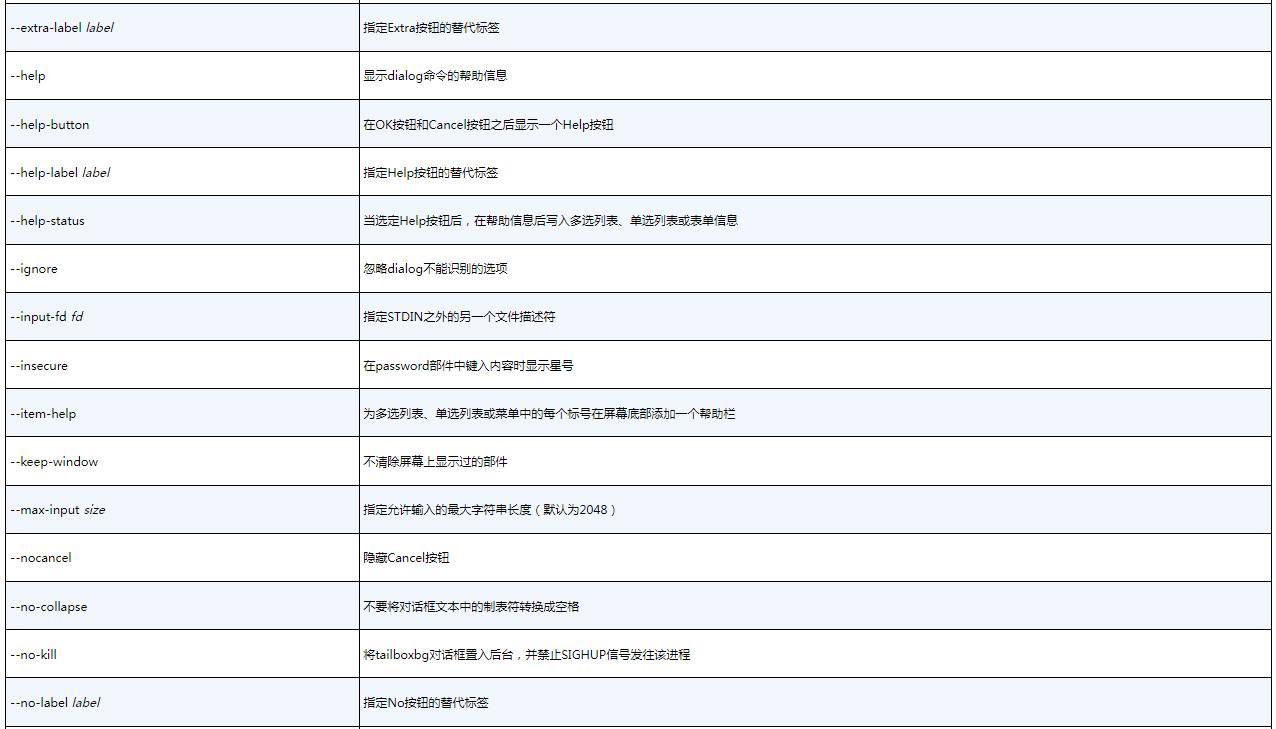 --extra-label label 指定Extra按钮的替代标签
--help 显示dialog命令的帮助信息
--help-button 在OK按钮和Cancel按钮之后显示一个Help按钮
--help-label label 指定Help按钮的替代标签
--help-status 当选定Help按钮后，在帮助信息后写入多选列表、单选列表或表单信息
--ignore 忽略dialog不能识别的选项
--input-fd fd 指定STDIN之外的另一个文件描述符
--insecure 在password部件中键入内容时显示星号
--item-help 为多选列表、单选列表或菜单中的每个标号在屏幕底部添加一个帮助栏
--keep-window 不清除屏幕上显示过的部件
--max-input size 指定允许输入的最大字符串长度（默认为2048）
--nocancel 隐藏Cancel按钮
--no-collapse 不要将对话框文本中的制表符转换成空格
--no-kill 将tailboxbg对话框置入后台，并禁止SIGHUP信号发往该进程
--no-label label 指定No按钮的替代标签